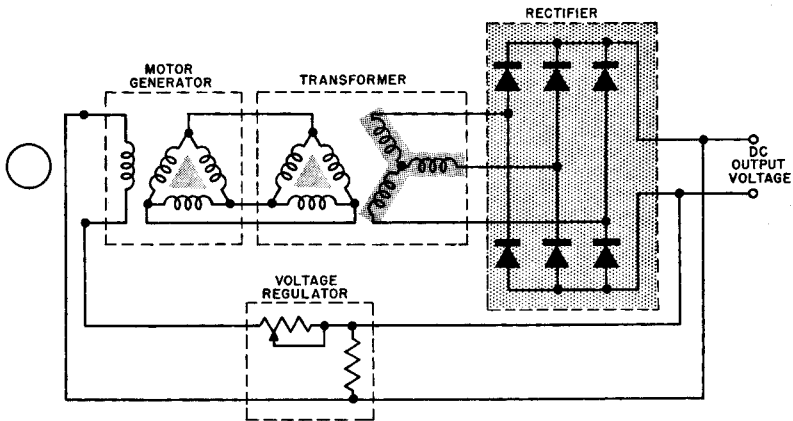 RECTIFIER
MOTOR
GENERATOR
TRANSFORMER
DC
OUTPUT
VOLTAGE
VOLTAGE
REGULATOR